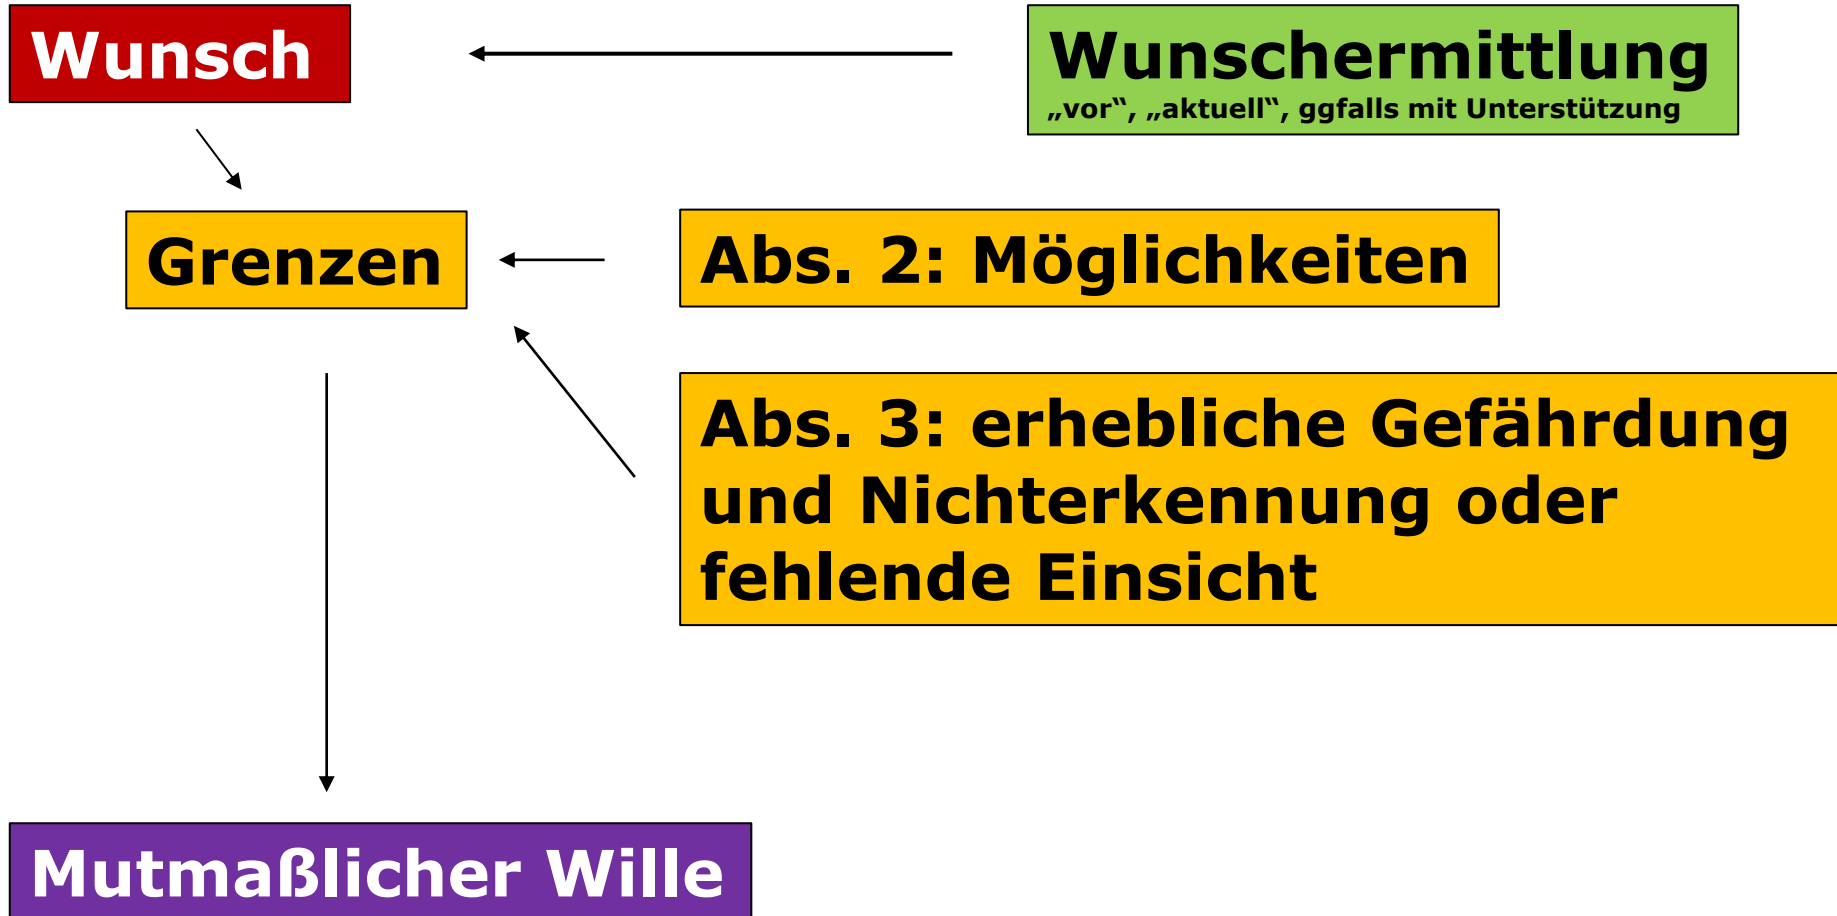 Wunsch
Wunschermittlung
„vor“, „aktuell“, ggfalls mit Unterstützung
Grenzen
Abs. 2: Möglichkeiten
Abs. 3: erhebliche Gefährdung
und Nichterkennung oder
fehlende Einsicht
Mutmaßlicher Wille